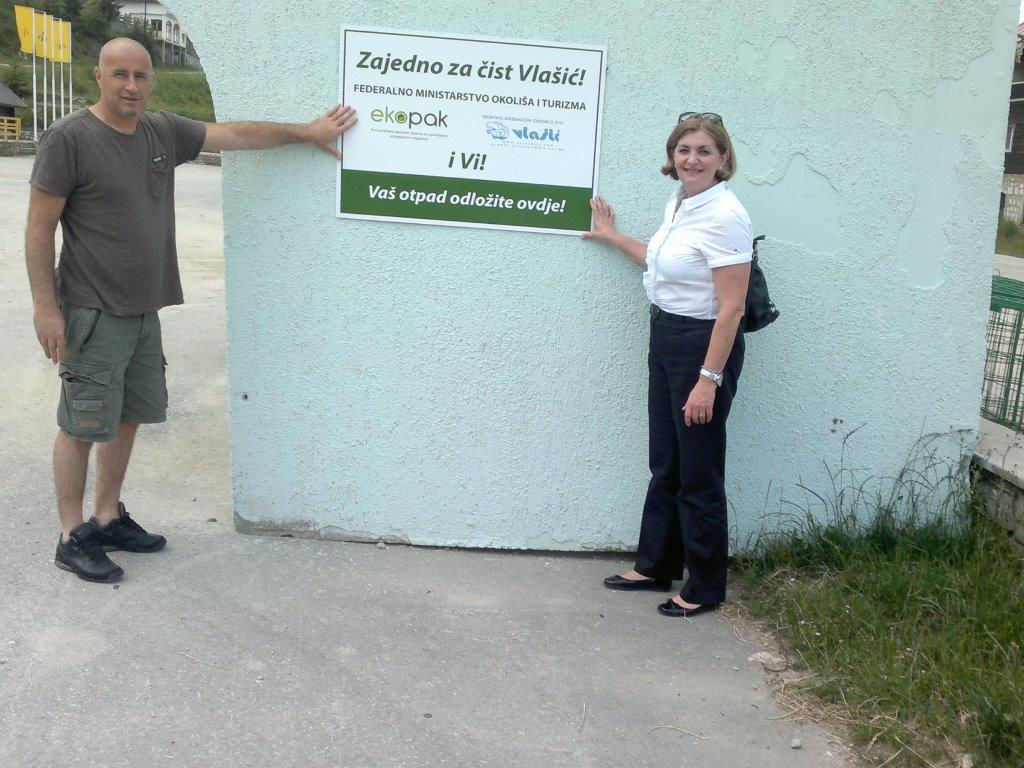 Zajedno za čist Vlašić!
FEDERALNO MINISTARSTVO OKOLIŠA I TURIZMA
ekopak
vlašić
i Vi!
Vaš otpad odložite ovdje!